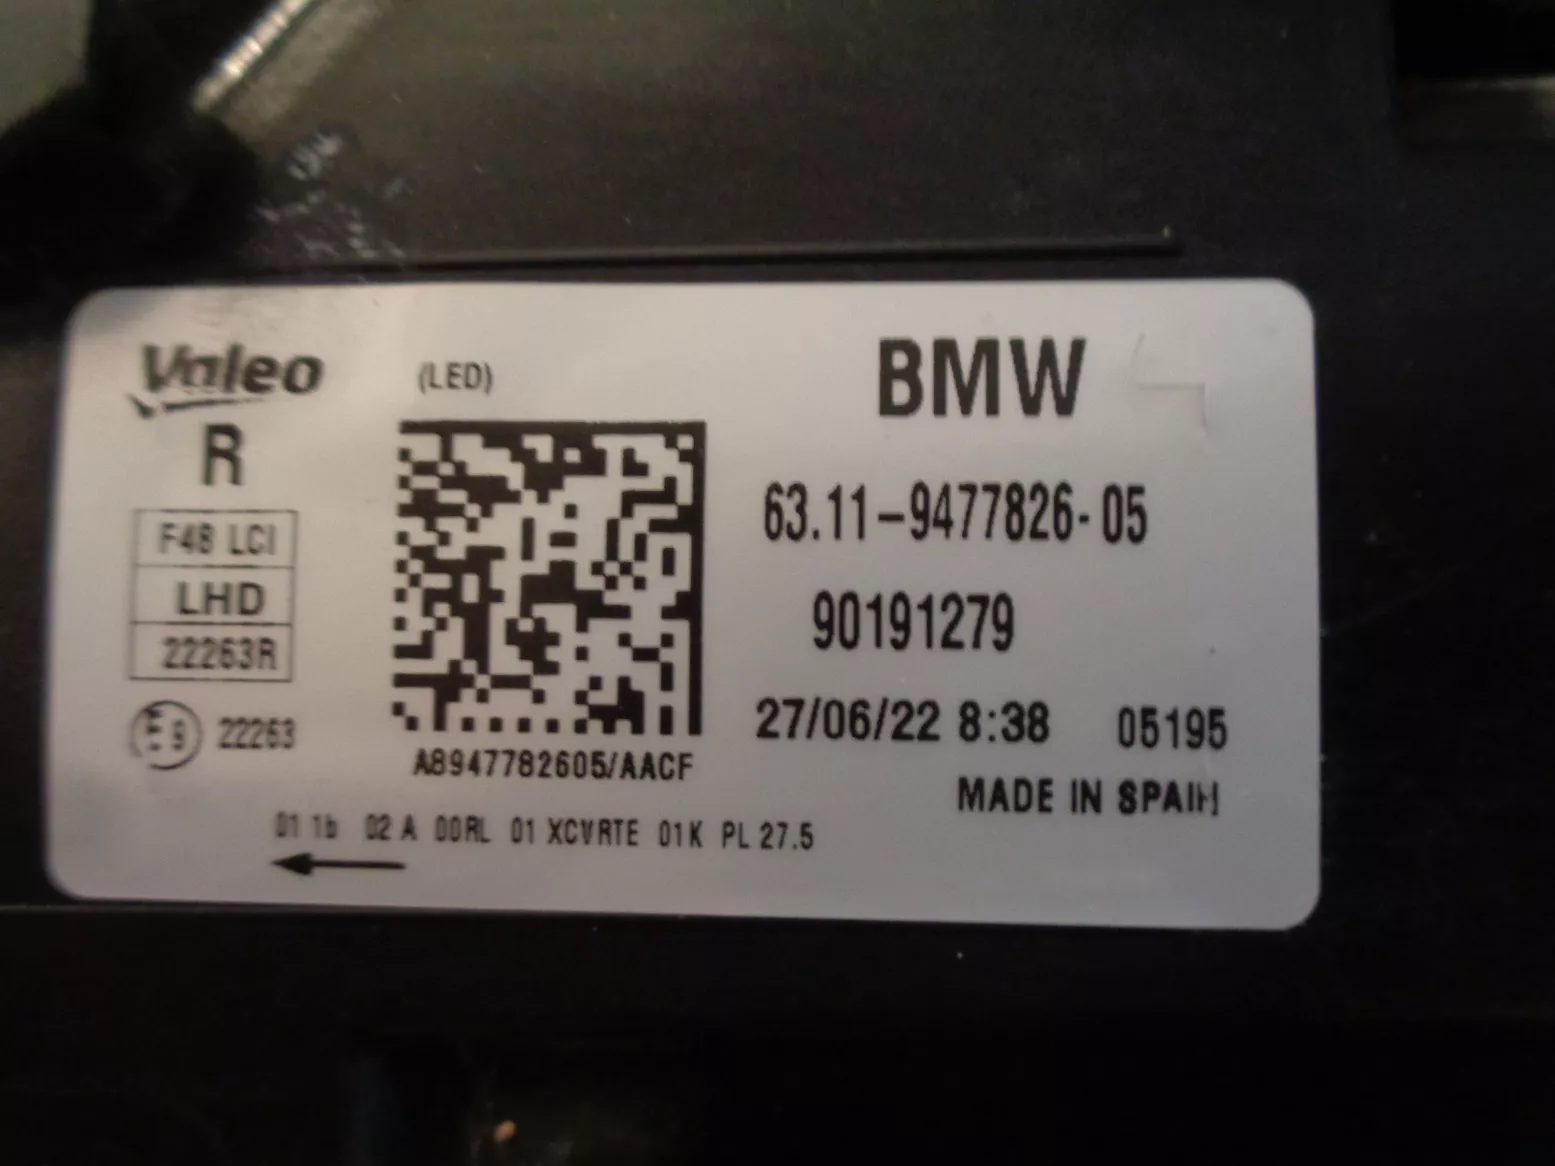 Valeo
(LED)
BMW
R
63.11-9477826-05
F48 LCI
LHD
22263R
90191279
E9 22263
27/06/22 8:38 05195
A8947782605/AACF
MADE IN SPAIN
01 1b 02 A 00RL 01 XCVRTE 01K PL 27.5